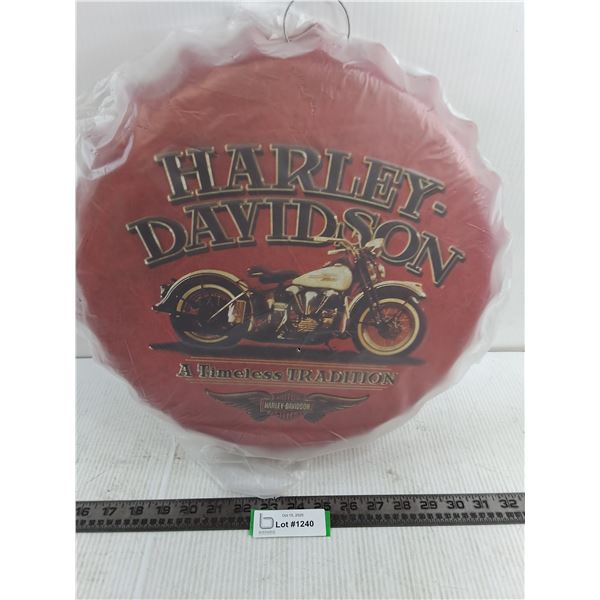 HARLEY-
DAVIDSON
A Timeless TRADITION
HARLEY-DAVIDSON
16 17 18 19 20 21 22 23 24 25 26 27 28 29 30 31 32
Lot #1240